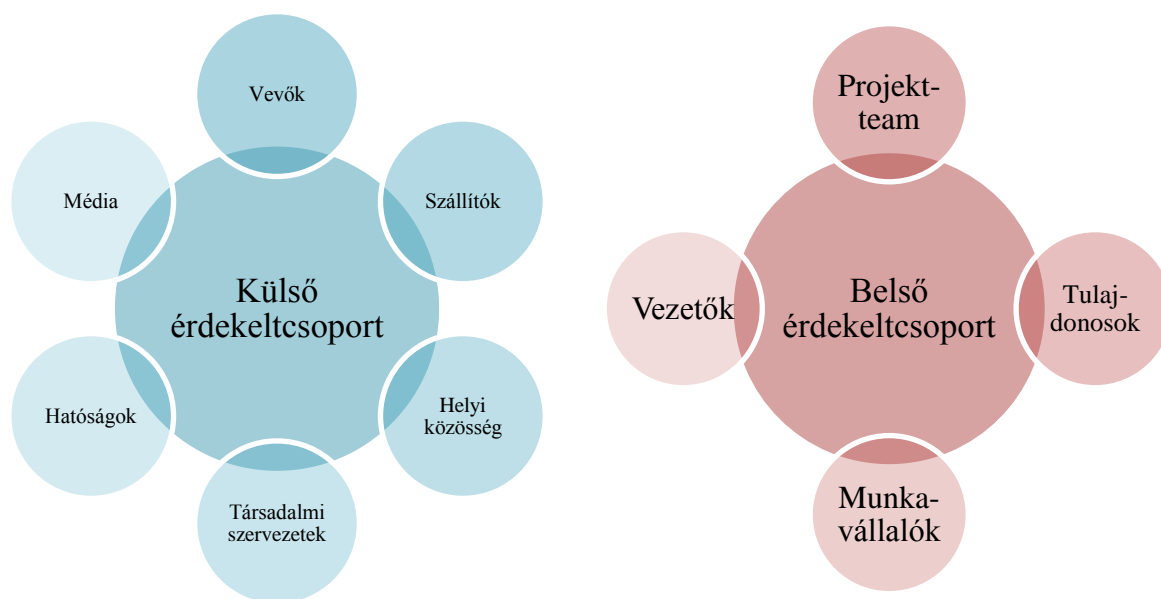 Vevők
Szállítók
Helyi
közösség
Társadalmi
szervezetek
Hatóságok
Média
Külső
érdekeltcsoport
Projekt-
team
Tulaj-
donosok
Munka-
vállalók
Vezetők
Belső
érdekeltcsoport